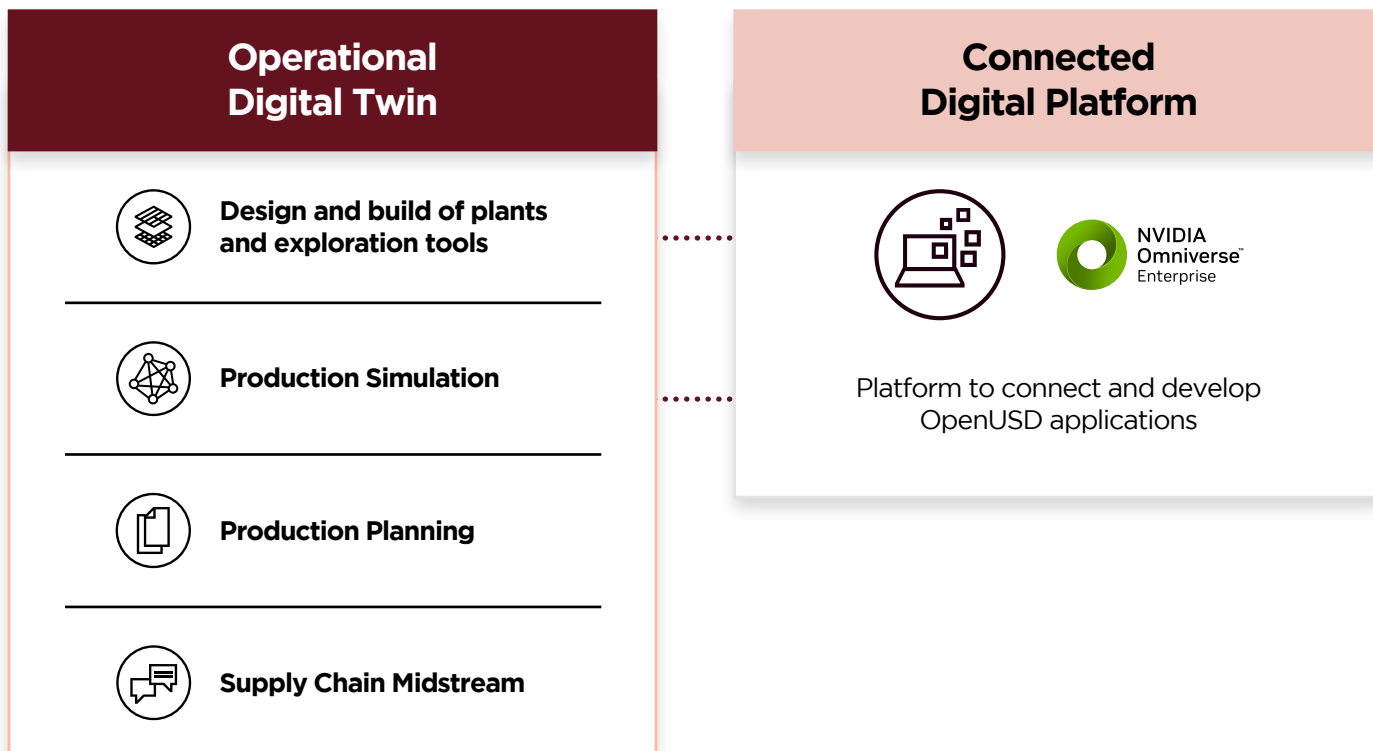 Operational
Digital Twin
Design and build of plants
and exploration tools
Production Simulation
Production Planning
Supply Chain Midstream
Connected
Digital Platform
NVIDIA
Omniverse™
Enterprise
Platform to connect and develop
OpenUSD applications